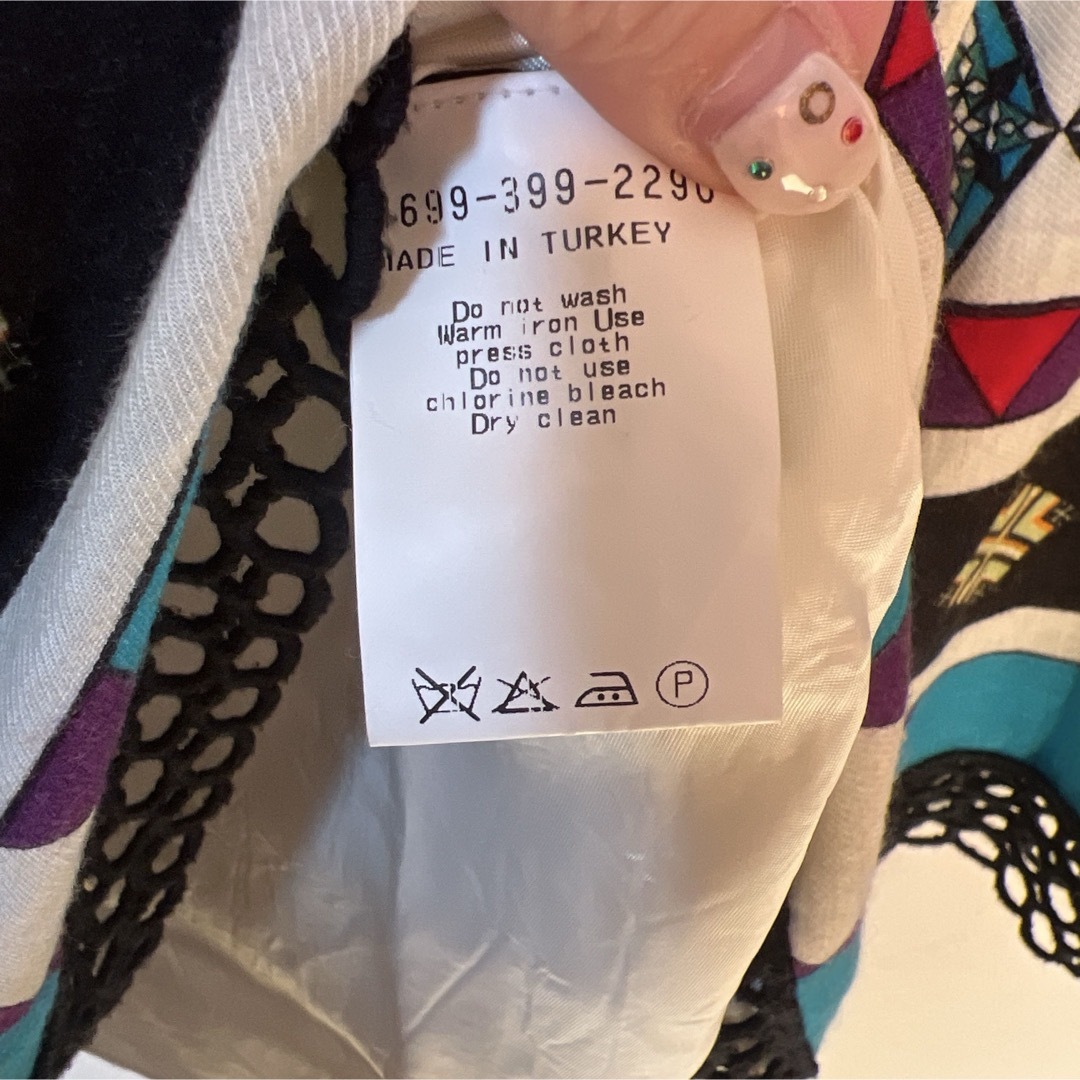 699-399-2290
MADE IN TURKEY
Do not wash
Warm iron Use
press cloth
Do not use
chlorine bleach
Dry clean
P